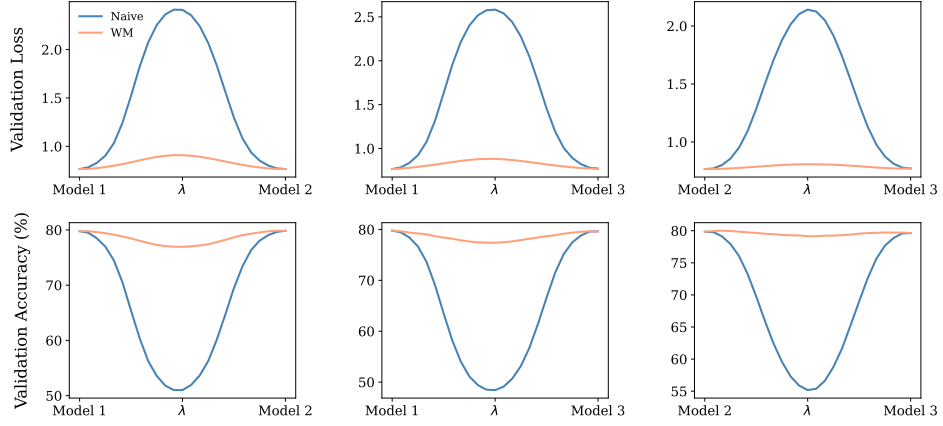 Validation Loss
2.0
1.5
1.0
Naive
WM
Model 1 λ Model 2
2.5
2.0
1.5
1.0
Model 1 λ Model 3
2.0
1.5
1.0
Model 2 λ Model 3
Validation Accuracy (%)
80
70
60
50
Model 1 λ Model 2
80
70
60
50
Model 1 λ Model 3
80
75
70
65
60
55
Model 2 λ Model 3